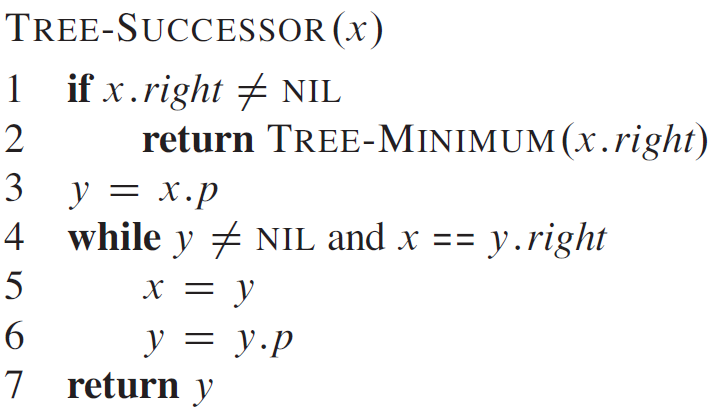 TREE-SUCCESSOR(x)
1 if x.right ≠ NIL
2 return TREE-MINIMUM(x.right)
3 y = x.p
4 while y ≠ NIL and x == y.right
5 x = y
6 y = y.p
7 return y